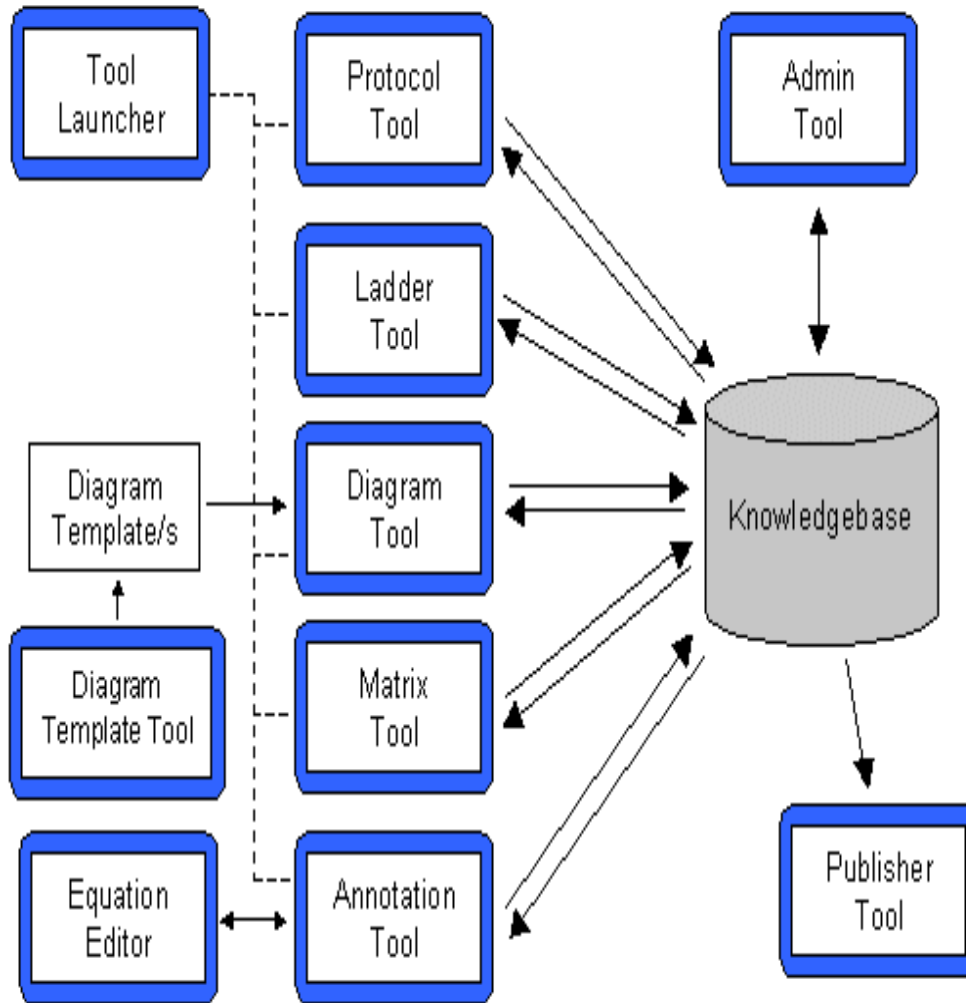 Tool
Launcher
Protocol
Tool
Admin
Tool
Ladder
Tool
Diagram
Template/s
Diagram
Tool
Knowledgebase
Diagram
Template Tool
Matrix
Tool
Equation
Editor
Annotation
Tool
Publisher
Tool